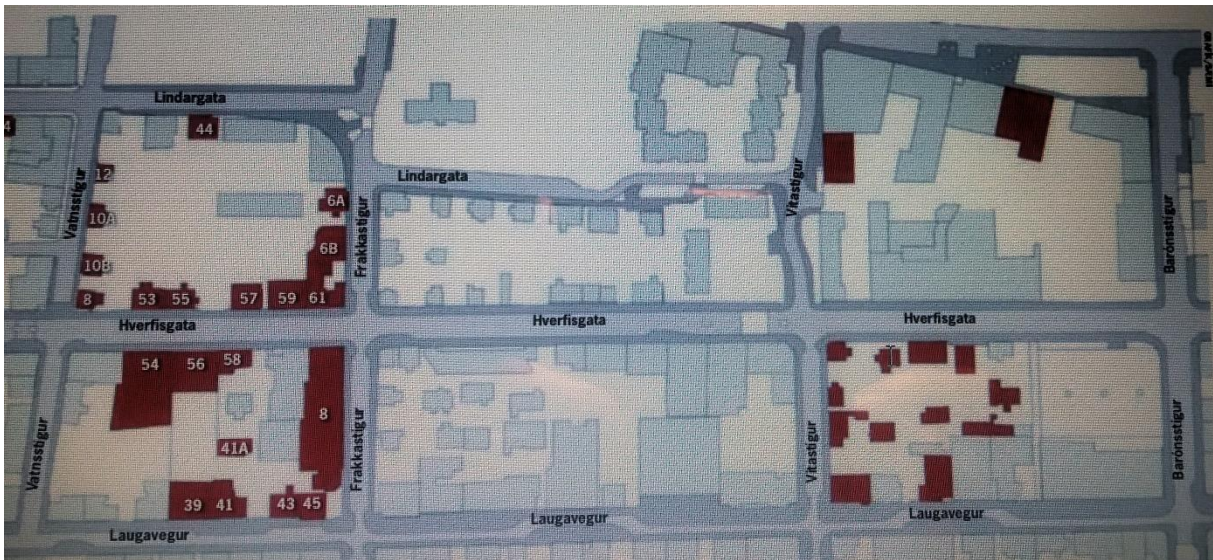 Lindargata
44
4
12
Lindargata
Vatnsstígur
6A
Vitastígur
10A
Frakkastígur
Barónsstígur
6B
10B
8
53
55
57
59
61
Hverfisgata
Hverfisgata
Hverfisgata
54
56
58
8
41A
Vatnsstígur
Frakkastígur
Vitastígur
Barónsstígur
39
41
43
45
Laugavegur
Laugavegur
Laugavegur